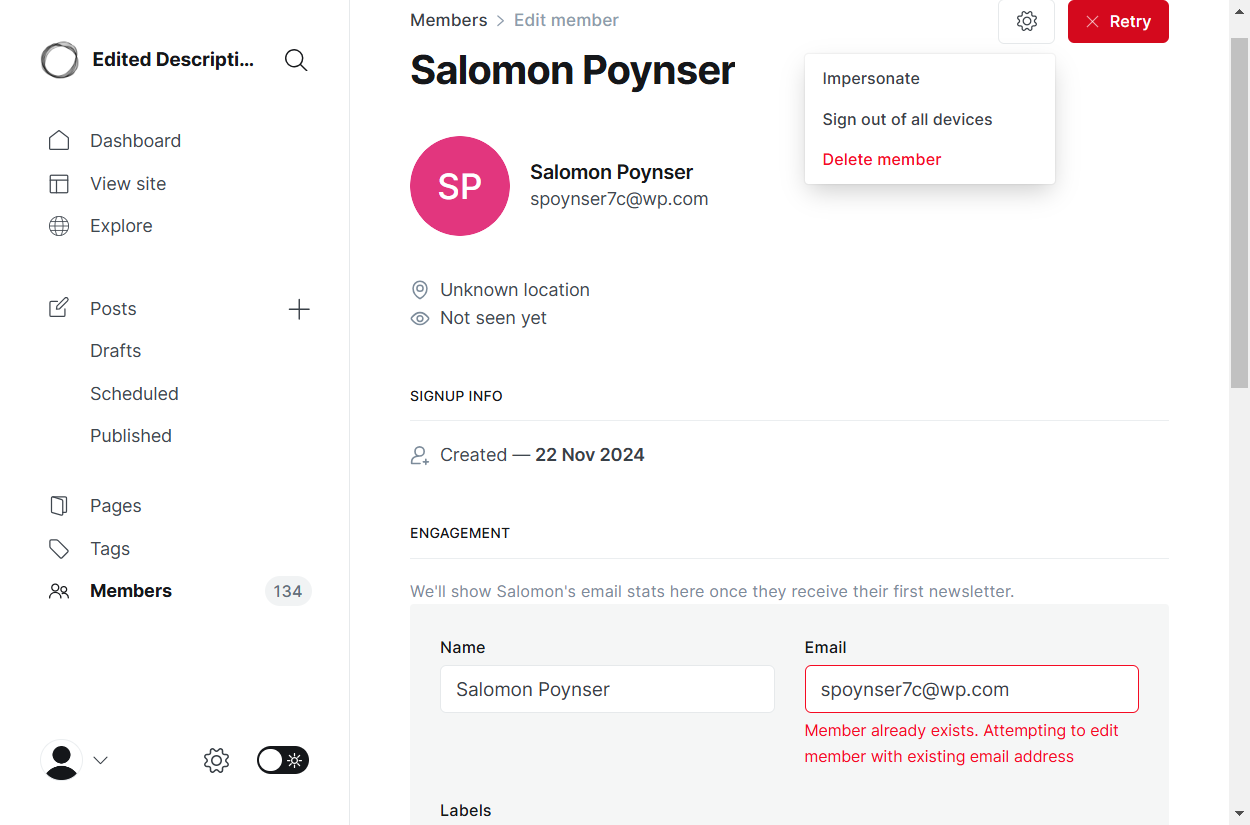 Edited Descripti...
Dashboard
View site
Explore
Posts
Drafts
Scheduled
Published
Pages
Tags
Members
134
Members > Edit member
Retry
Salomon Poynser
Impersonate
Sign out of all devices
Delete member
SP
Salomon Poynser
spoynser7c@wp.com
Unknown location
Not seen yet
SIGNUP INFO
Created — 22 Nov 2024
ENGAGEMENT
We'll show Salomon's email stats here once they receive their first newsletter.
Name
Salomon Poynser
Email
spoynser7c@wp.com
Member already exists. Attempting to edit
member with existing email address
Labels